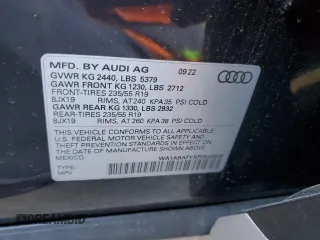 MFD. BY AUDI AG 09/22
GVWR KG 2440, LBS 5379
GAWR FRONT KG 1230, LBS 2712
FRONT-TIRES 235/55 R19
8JX19 RIMS, AT 240 KPA/35 PSI COLD
GAWR REAR KG 1330, LBS 2932
REAR-TIRES 235/55 R19
8JX19 RIMS, AT 260 KPA/38 PSI COLD
THIS VEHICLE CONFORMS TO ALL APPLICABLE
U.S. FEDERAL MOTOR VEHICLE SAFETY
STANDARDS IN EFFECT ON THE DATE OF
MANUFACTURE SHOWN ABOVE.
MEXICO
TYPE:
MPV